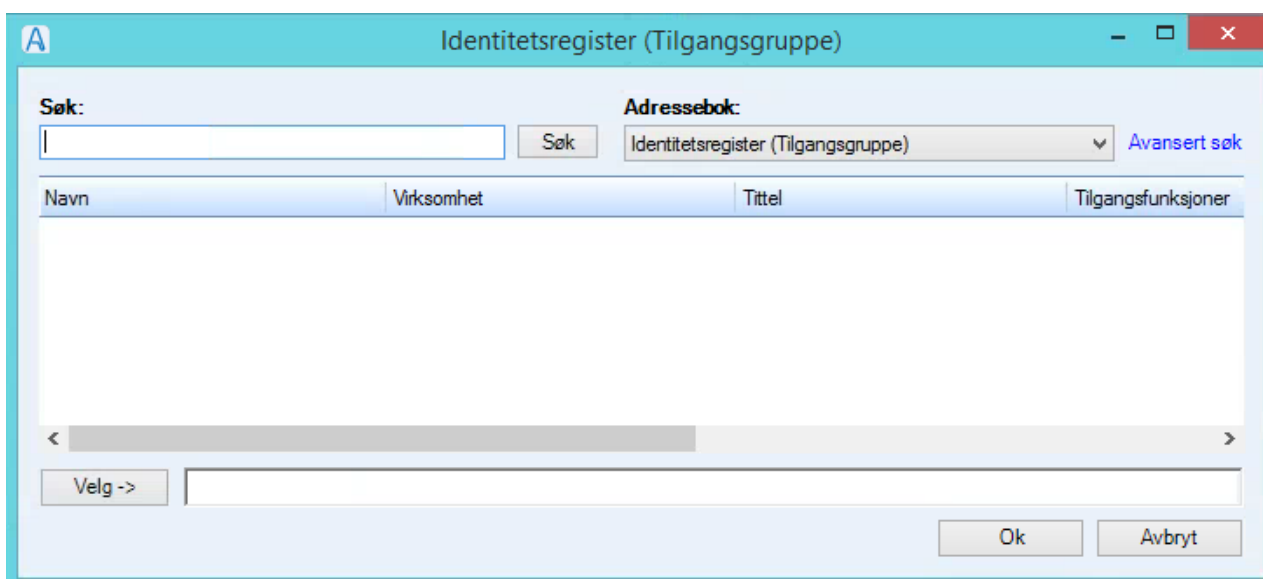 Identitetsregister (Tilgangsgruppe)
Søk: Adressebok:
Søk Identitetsregister (Tilgangsgruppe) Avansert søk
Navn Virksomhet Tittel Tilgangsfunksjoner
Velg ->
Ok Avbryt